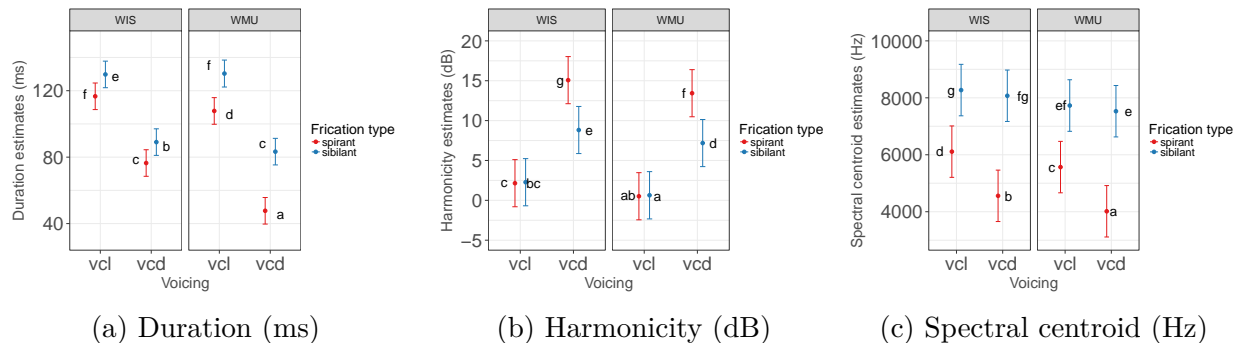 WIS WMU
Duration estimates (ms)
120
80
40
f
e
c
b
f
d
c
a
vcl vcd vcl vcd
Voicing
Frication type
spirant
sibilant
(a) Duration (ms)
WIS WMU
Harmonicity estimates (dB)
20
15
10
5
0
−5
c
bc
g
e
ab
a
f
d
vcl vcd vcl vcd
Voicing
Frication type
spirant
sibilant
(b) Harmonicity (dB)
WIS WMU
Spectral centroid estimates (Hz)
10000
8000
6000
4000
g
d
fg
b
ef
c
e
a
vcl vcd vcl vcd
Voicing
Frication type
spirant
sibilant
(c) Spectral centroid (Hz)